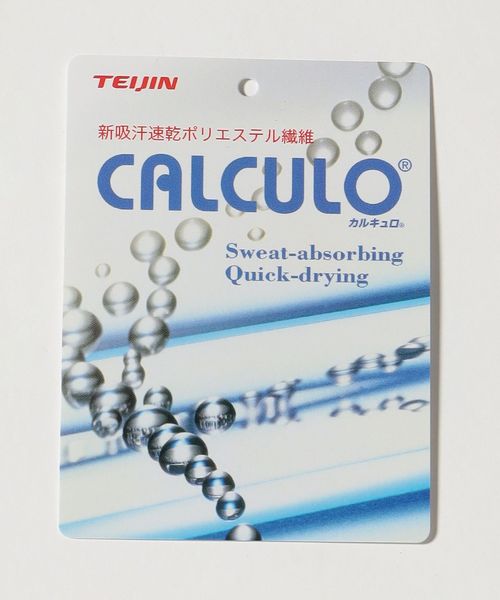 TEIJIN
新吸汗速乾ポリエステル繊維
CALCULO®
カルキュロ®
Sweat-absorbing
Quick-drying